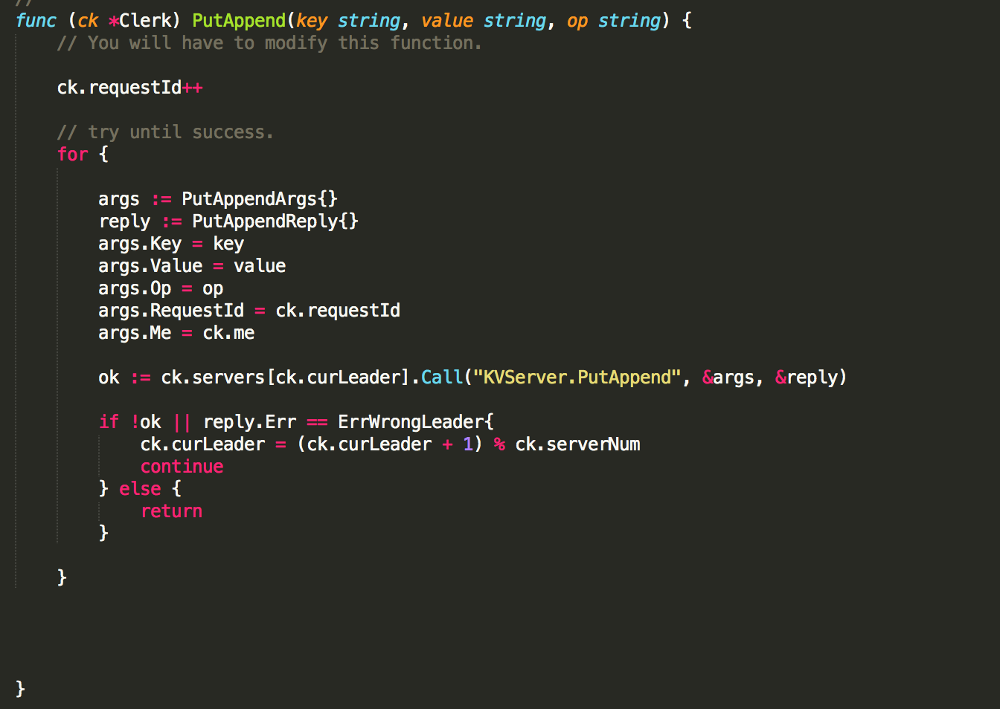 //
func (ck *Clerk) PutAppend(key string, value string, op string) {
// You will have to modify this function.
ck.requestId++
// try until success.
for {
args := PutAppendArgs{}
reply := PutAppendReply{}
args.Key = key
args.Value = value
args.Op = op
args.RequestId = ck.requestId
args.Me = ck.me
ok := ck.servers[ck.curLeader].Call("KVServer.PutAppend", &args, &reply)
if !ok || reply.Err == ErrWrongLeader{
ck.curLeader = (ck.curLeader + 1) % ck.serverNum
continue
} else {
return
}
}
}